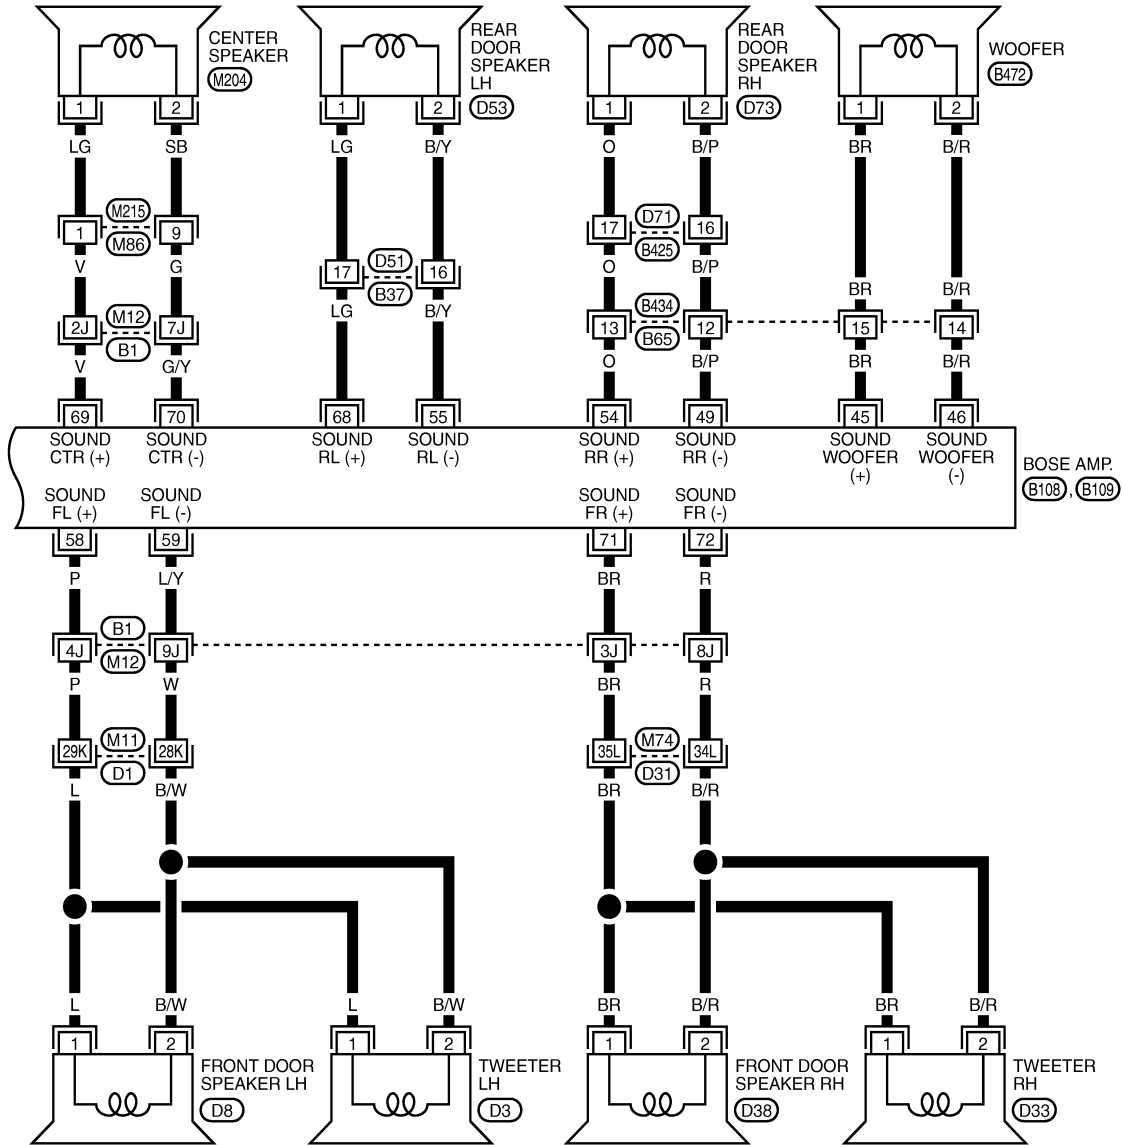 CENTER
SPEAKER
M204
REAR
DOOR
SPEAKER
LH
D53
REAR
DOOR
SPEAKER
RH
D73
WOOFER
B472
1 2 1 2 1 2 1 2
LG SB LG B/Y O B/P BR B/R
M215 D71
1 9 17 16
M86 B425
V G O B/P
D51
17 16
B37
BR B/R
M12 LG B/Y B434
2J 7J 13 12 15 14
B1 B65
V G/Y O B/P BR B/R
69 70 68 55 54 49 45 46
SOUND SOUND SOUND SOUND SOUND SOUND SOUND SOUND
CTR (+) CTR (-) RL (+) RL (-) RR (+) RR (-) WOOFER WOOFER
(+) (-)
BOSE AMP.
B108 , B109
SOUND SOUND SOUND SOUND
FL (+) FL (-) FR (+) FR (-)
58 59 71 72
P L/Y BR R
B1
4J 9J 3J 8J
M12
P W BR R
M11 M74
29K 28K 35L 34L
D1 D31
L B/W BR B/R
L B/W L B/W BR B/R BR B/R
1 2 1 2 1 2 1 2
FRONT DOOR
SPEAKER LH
D8
TWEETER
LH
D3
FRONT DOOR
SPEAKER RH
D38
TWEETER
RH
D33